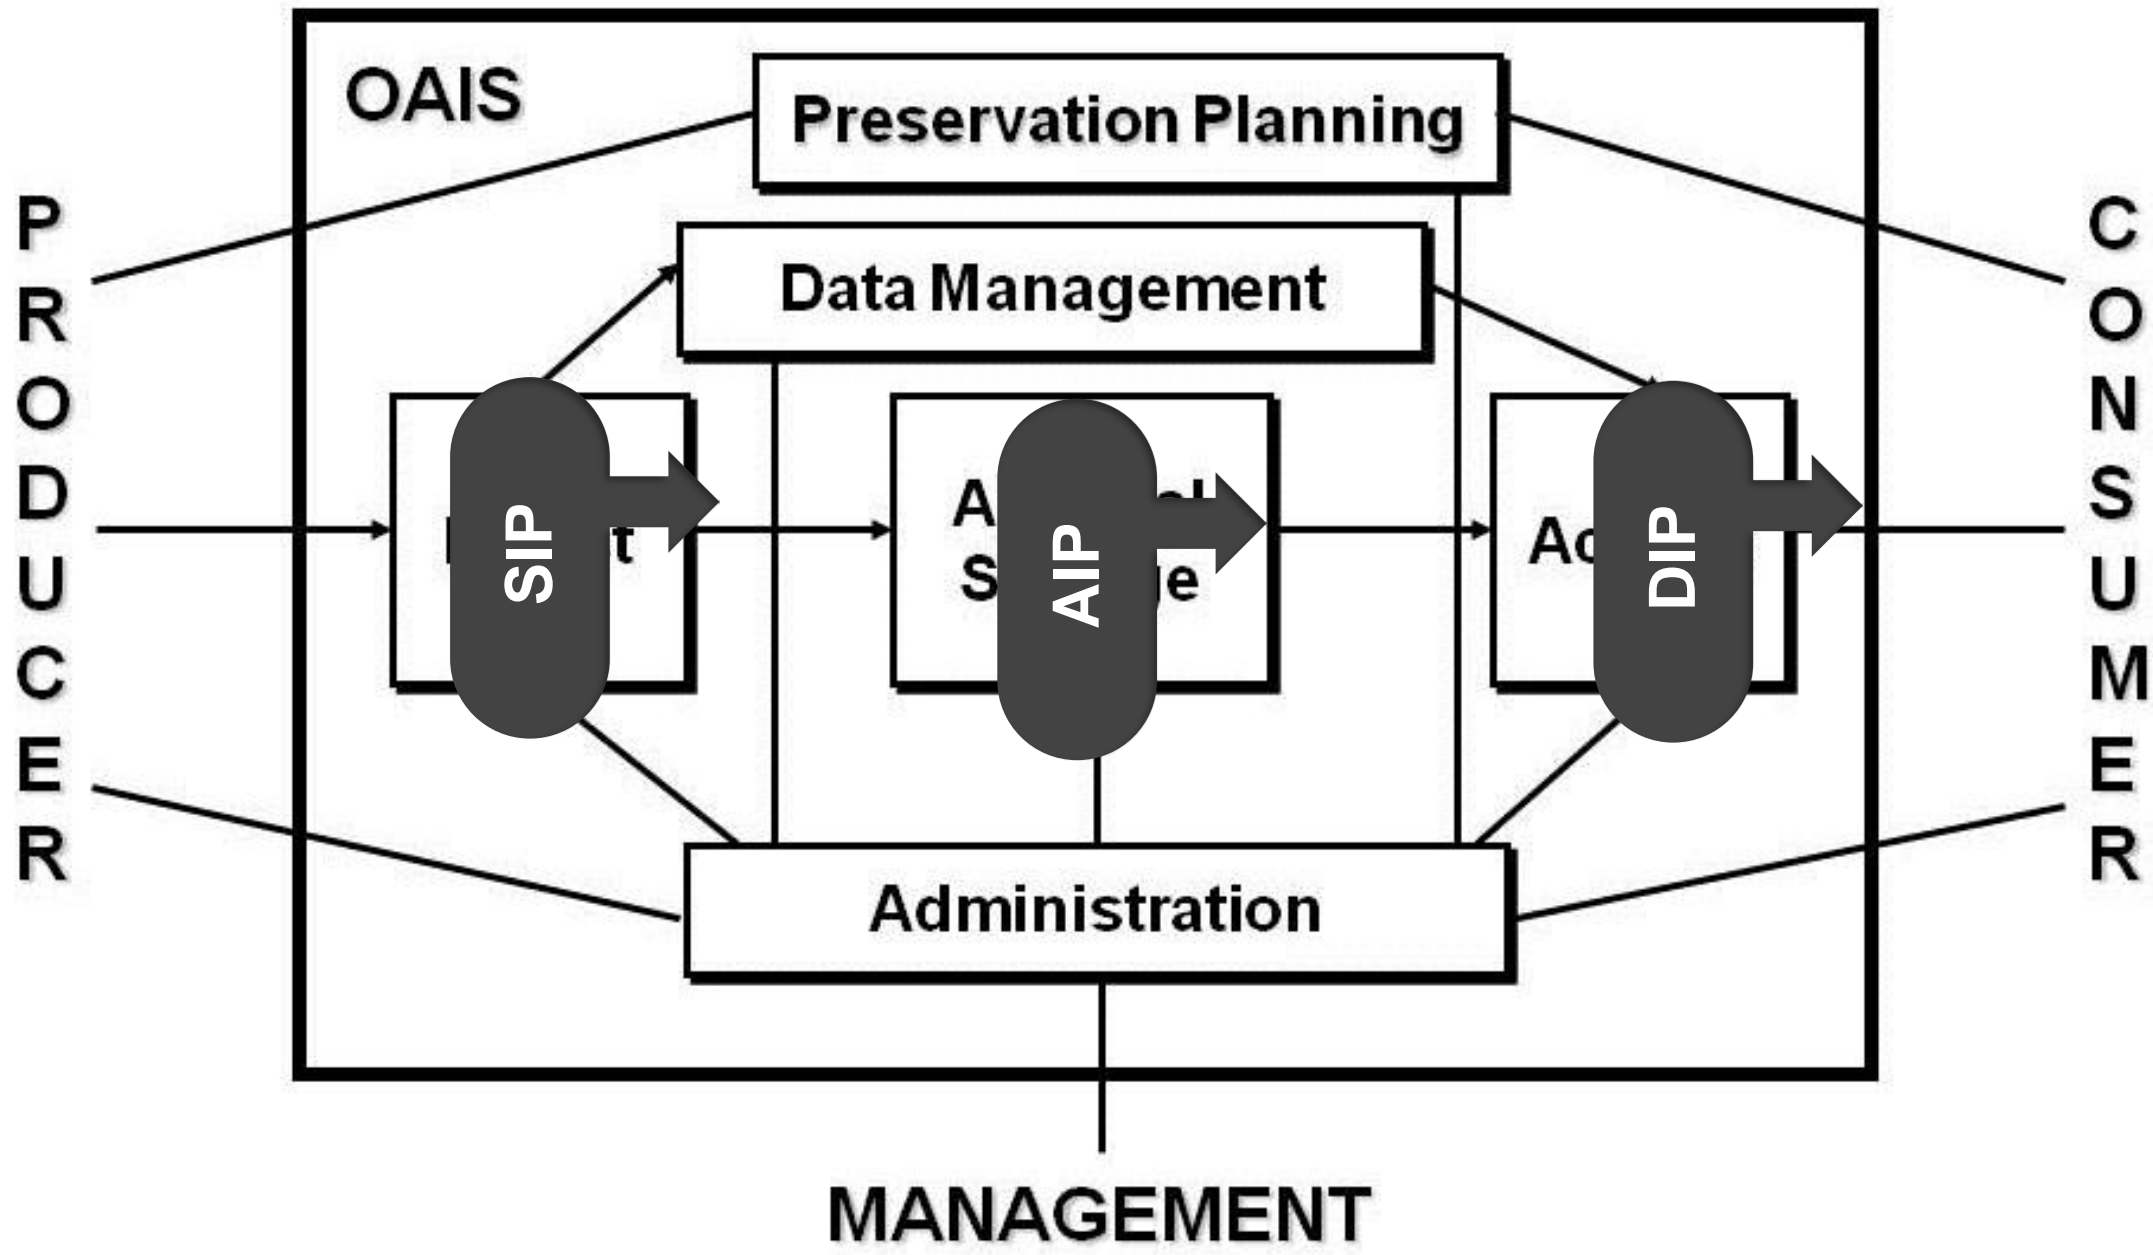 OAIS
Preservation Planning
Data Management
PRODUCER
SIP
AIP
DIP
CONSUMER
Administration
MANAGEMENT